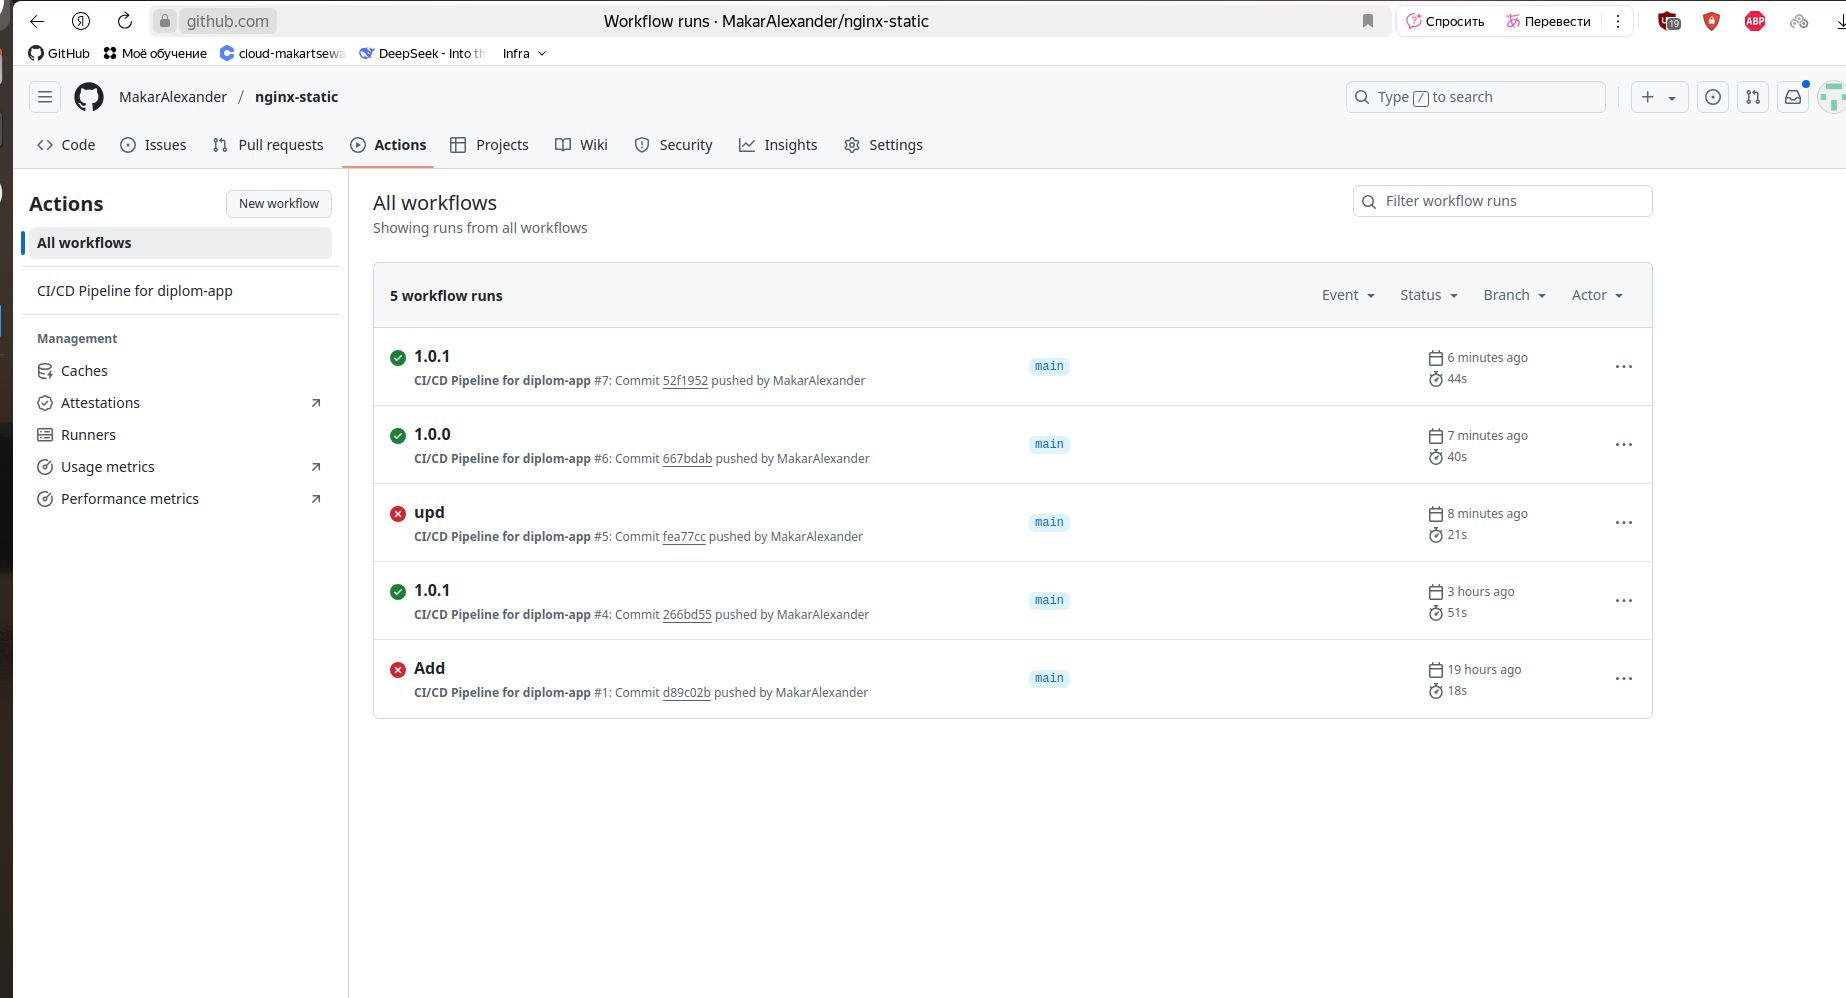 github.com
Workflow runs · MakarAlexander/nginx-static
Спросить
Перевести
19
ABP
GitHub
Моё обучение
cloud-makartsewa
DeepSeek - Into th
Infra
MakarAlexander / nginx-static
Type / to search
Code
Issues
Pull requests
Actions
Projects
Wiki
Security
Insights
Settings
Actions
New workflow
All workflows
CI/CD Pipeline for diplom-app
Management
Caches
Attestations
Runners
Usage metrics
Performance metrics
All workflows
Showing runs from all workflows
Filter workflow runs
5 workflow runs
Event
Status
Branch
Actor
1.0.1
CI/CD Pipeline for diplom-app #7: Commit 52f1952 pushed by MakarAlexander
main
6 minutes ago
44s
1.0.0
CI/CD Pipeline for diplom-app #6: Commit 667bdab pushed by MakarAlexander
main
7 minutes ago
40s
upd
CI/CD Pipeline for diplom-app #5: Commit fea77cc pushed by MakarAlexander
main
8 minutes ago
21s
1.0.1
CI/CD Pipeline for diplom-app #4: Commit 266bd55 pushed by MakarAlexander
main
3 hours ago
51s
Add
CI/CD Pipeline for diplom-app #1: Commit d89c02b pushed by MakarAlexander
main
19 hours ago
18s